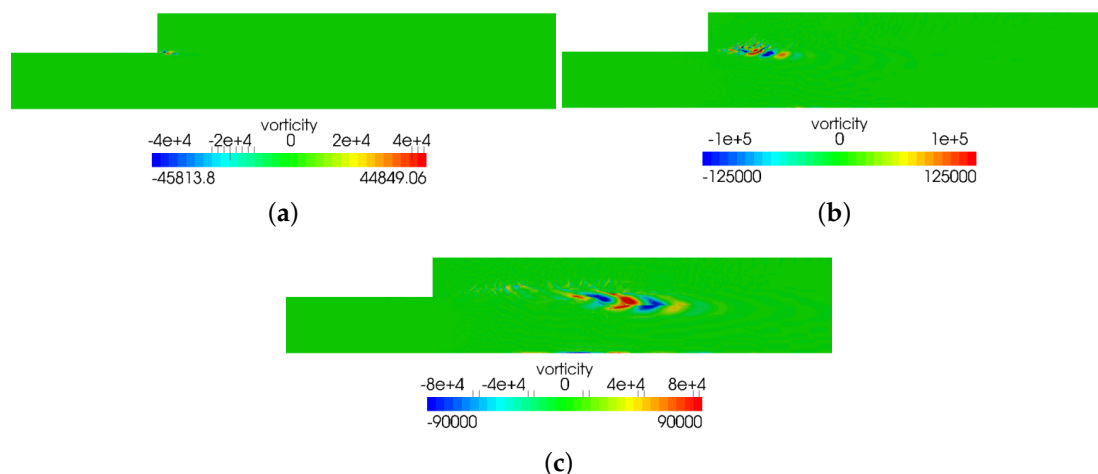 vorticity
-4e+4 -2e+4 0 2e+4 4e+4
-45813.8 44849.06
(a)
vorticity
-1e+5 0 1e+5
-125000 125000
(b)
vorticity
-8e+4 -4e+4 0 4e+4 8e+4
-90000 90000
(c)